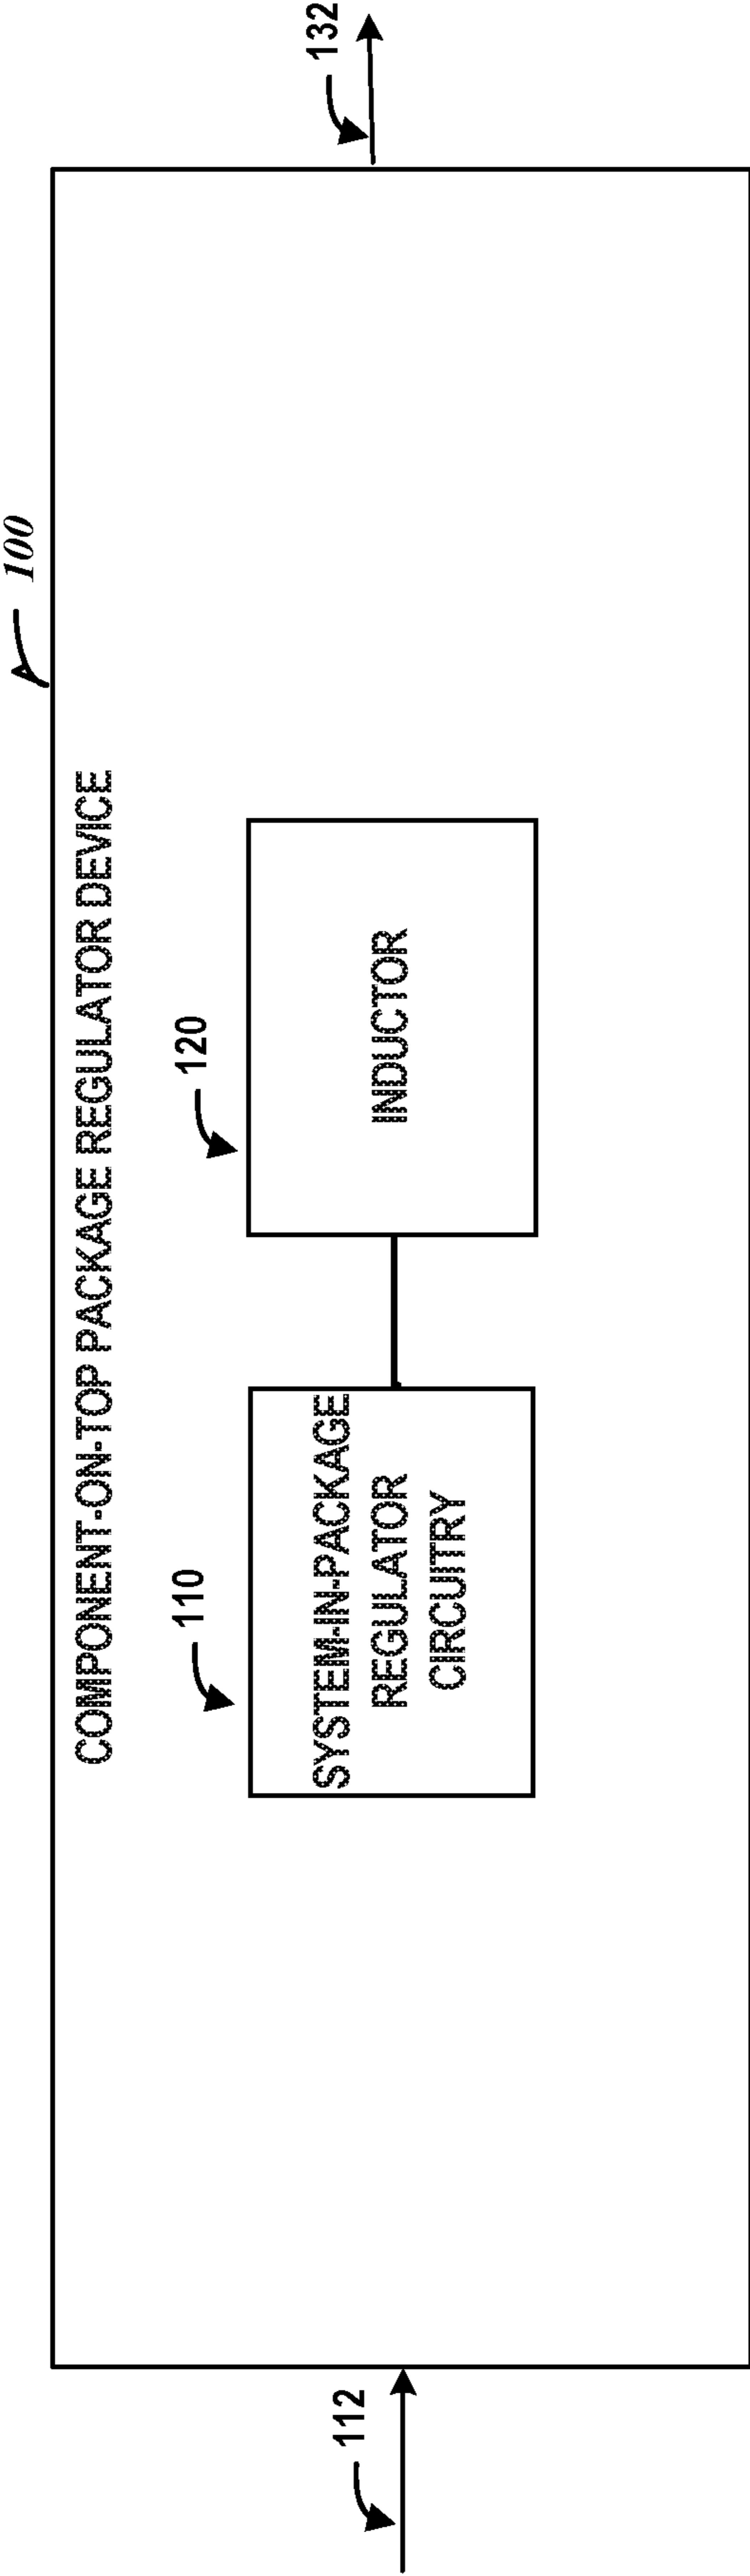 100
COMPONENT-ON-TOP PACKAGE REGULATOR DEVICE
112
110
SYSTEM-IN-PACKAGE
REGULATOR
CIRCUITRY
120
INDUCTOR
132